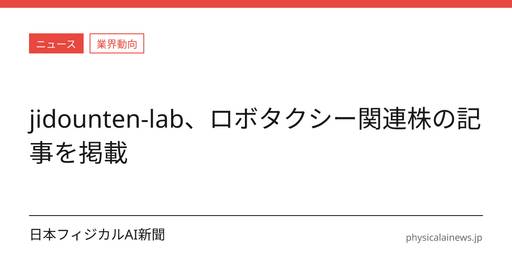 ニュース 業界動向
jidounten-lab、ロボタクシー関連株の記
事を掲載
日本フィジカルAI新聞 physicalainews.jp